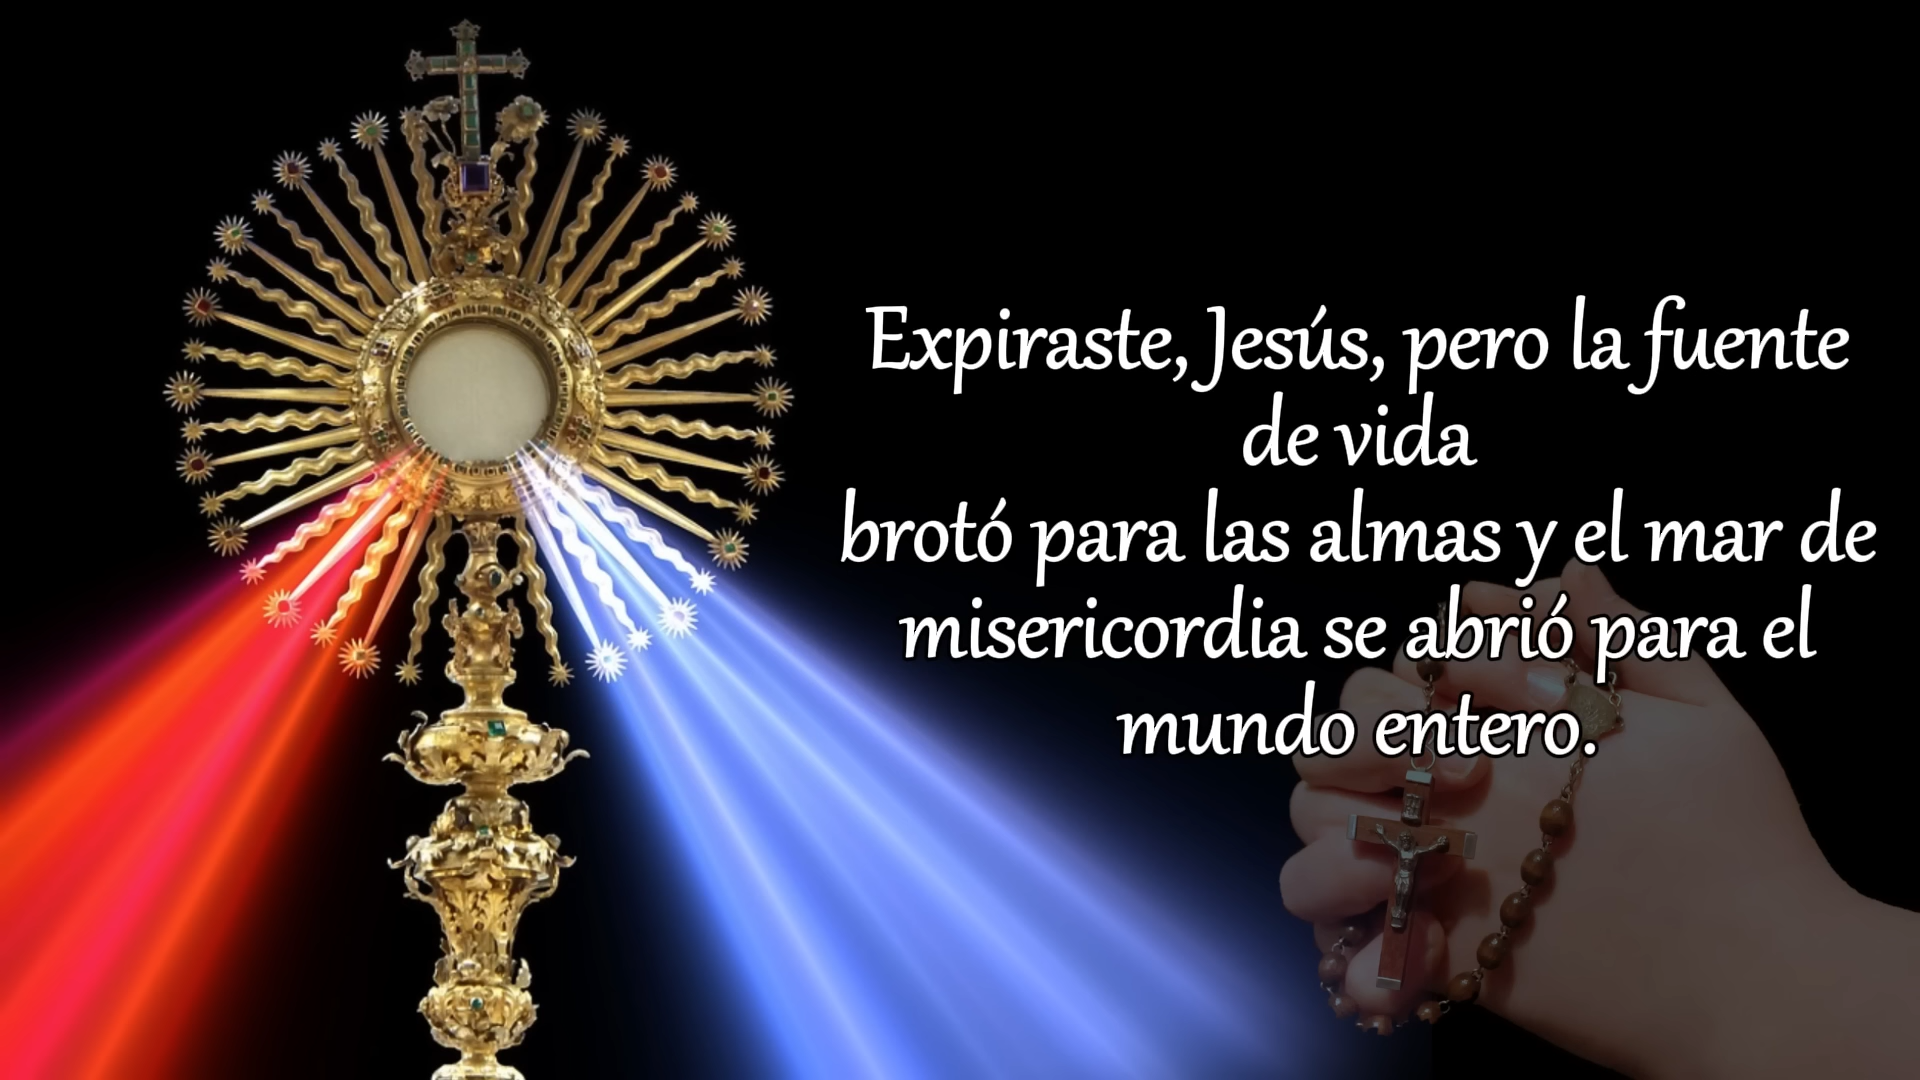 Expiraste, Jesús, pero la fuente
de vida
brotó para las almas y el mar de
misericordia se abrió para el
mundo entero.